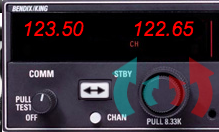 BENDIX/KING
123.50 122.65
CH
COMM STBY
PULL
TEST
OFF
CHAN
PULL 8.33K